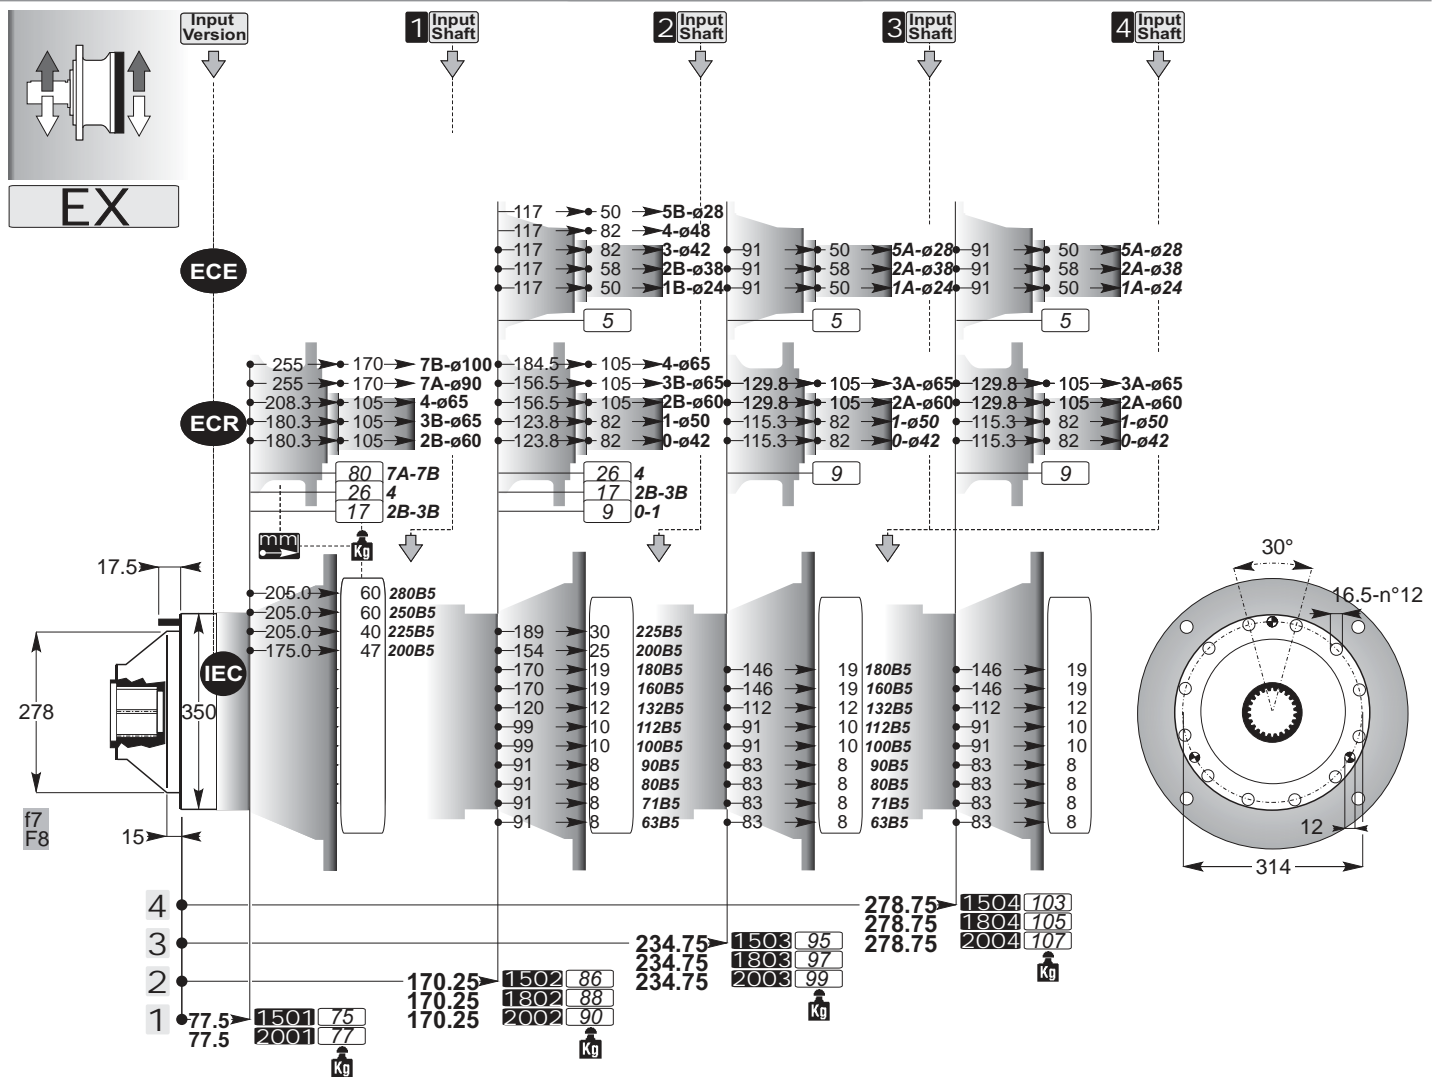 Input Version
1 Input Shaft
2 Input Shaft
3 Input Shaft
4 Input Shaft
EX
ECE
117 50 5B-ø28
117 82 4-ø48
117 82 3-ø42 91 50 5A-ø28 91 50 5A-ø28
117 58 2B-ø38 91 58 2A-ø38 91 58 2A-ø38
117 50 1B-ø24 91 50 1A-ø24 91 50 1A-ø24
5 5 5
ECR
255 170 7B-ø100 184.5 105 4-ø65
255 170 7A-ø90 156.5 105 3B-ø65 129.8 105 3A-ø65 129.8 105 3A-ø65
208.3 105 4-ø65 156.5 105 2B-ø60 129.8 105 2A-ø60 129.8 105 2A-ø60
180.3 105 3B-ø65 123.8 82 1-ø50 115.3 82 1-ø50 115.3 82 1-ø50
180.3 105 2B-ø60 123.8 82 0-ø42 115.3 82 0-ø42 115.3 82 0-ø42
80 7A-7B 26 4 9 9
26 4 17 2B-3B
17 2B-3B 9 0-1
mm Kg
17.5
IEC
205.0 60 280B5
205.0 60 250B5
205.0 40 225B5 189 30 225B5
175.0 47 200B5 154 25 200B5
170 19 180B5 146 19 180B5 146 19
170 19 160B5 146 19 160B5 146 19
120 12 132B5 112 12 132B5 112 12
99 10 112B5 91 10 112B5 91 10
99 10 100B5 91 10 100B5 91 10
91 8 90B5 83 8 90B5 83 8
91 8 80B5 83 8 80B5 83 8
91 8 71B5 83 8 71B5 83 8
91 8 63B5 83 8 63B5 83 8
278
350
f7
F8
15
30°
16.5-n°12
12
314
4 278.75 1504 103
278.75 1804 105
278.75 2004 107
Kg
3 234.75 1503 95
234.75 1803 97
234.75 2003 99
Kg
2 170.25 1502 86
170.25 1802 88
170.25 2002 90
Kg
1 77.5 1501 75
77.5 2001 77
Kg